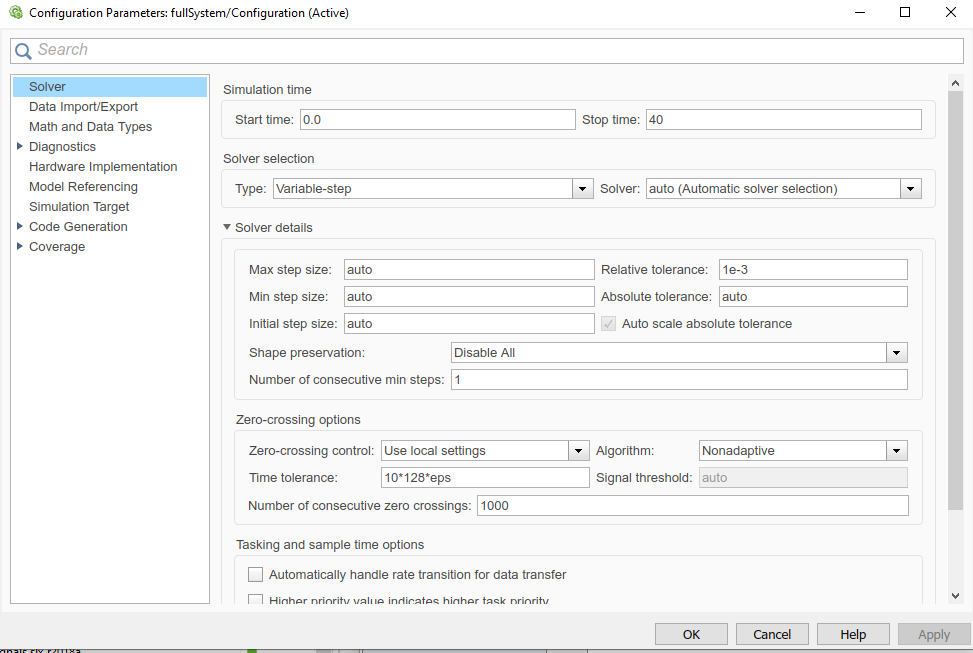 Configuration Parameters: fullSystem/Configuration (Active)
Search
Solver
Data Import/Export
Math and Data Types
Diagnostics
Hardware Implementation
Model Referencing
Simulation Target
Code Generation
Coverage
Simulation time
Start time: 0.0 Stop time: 40
Solver selection
Type: Variable-step Solver: auto (Automatic solver selection)
Solver details
Max step size: auto Relative tolerance: 1e-3
Min step size: auto Absolute tolerance: auto
Initial step size: auto Auto scale absolute tolerance
Shape preservation: Disable All
Number of consecutive min steps: 1
Zero-crossing options
Zero-crossing control: Use local settings Algorithm: Nonadaptive
Time tolerance: 10*128*eps Signal threshold: auto
Number of consecutive zero crossings: 1000
Tasking and sample time options
Automatically handle rate transition for data transfer
Higher priority value indicates higher task priority
OK Cancel Help Apply